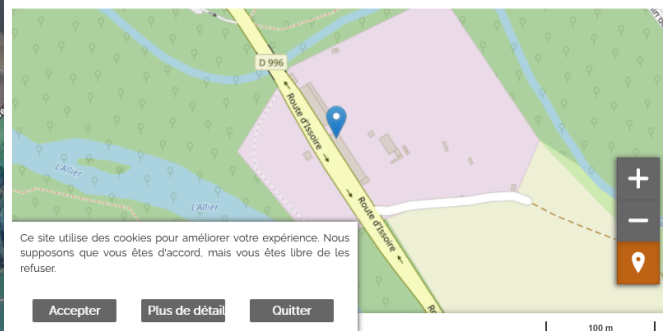 D 996
Route d'Issoire
L'Allier
L'Allier
Route d'Issoire
Ce site utilise des cookies pour améliorer votre expérience. Nous
supposons que vous êtes d'accord, mais vous êtes libre de les
refuser.
Accepter Plus de détail Quitter
100 m